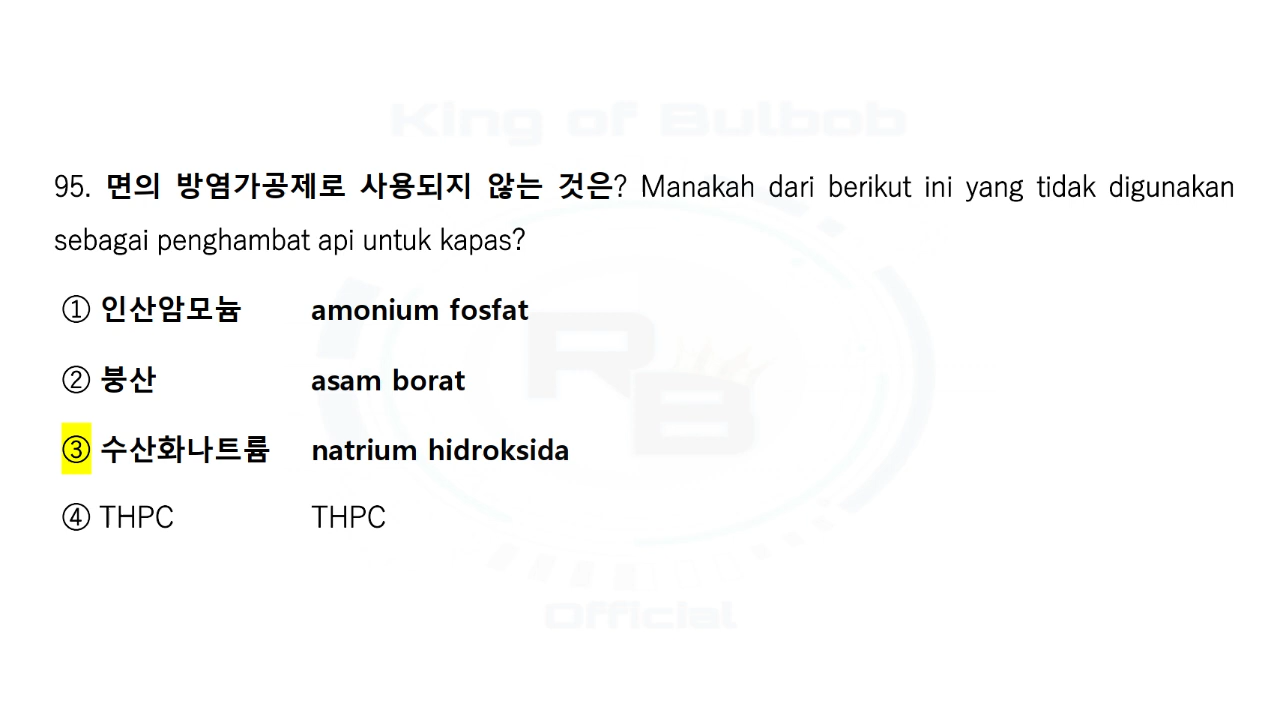 King of Bulbob
95. 면의 방염가공제로 사용되지 않는 것은? Manakah dari berikut ini yang tidak digunakan
sebagai penghambat api untuk kapas?
① 인산암모늄 amonium fosfat
② 붕산 asam borat
③ 수산화나트륨 natrium hidroksida
④ THPC THPC
RB
Official